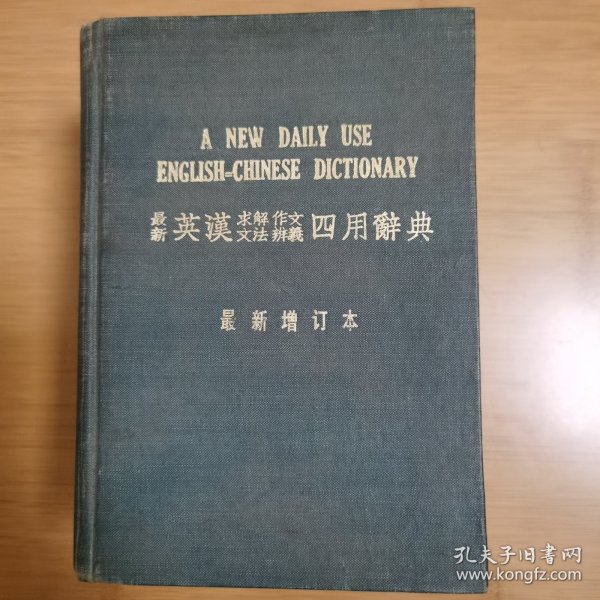 A NEW DAILY USE
ENGLISH=CHINESE DICTIONARY
最新 英漢 求解 作文 文法 辨義 四用辭典
最新增订本
孔夫子旧书网
www.kongfz.com